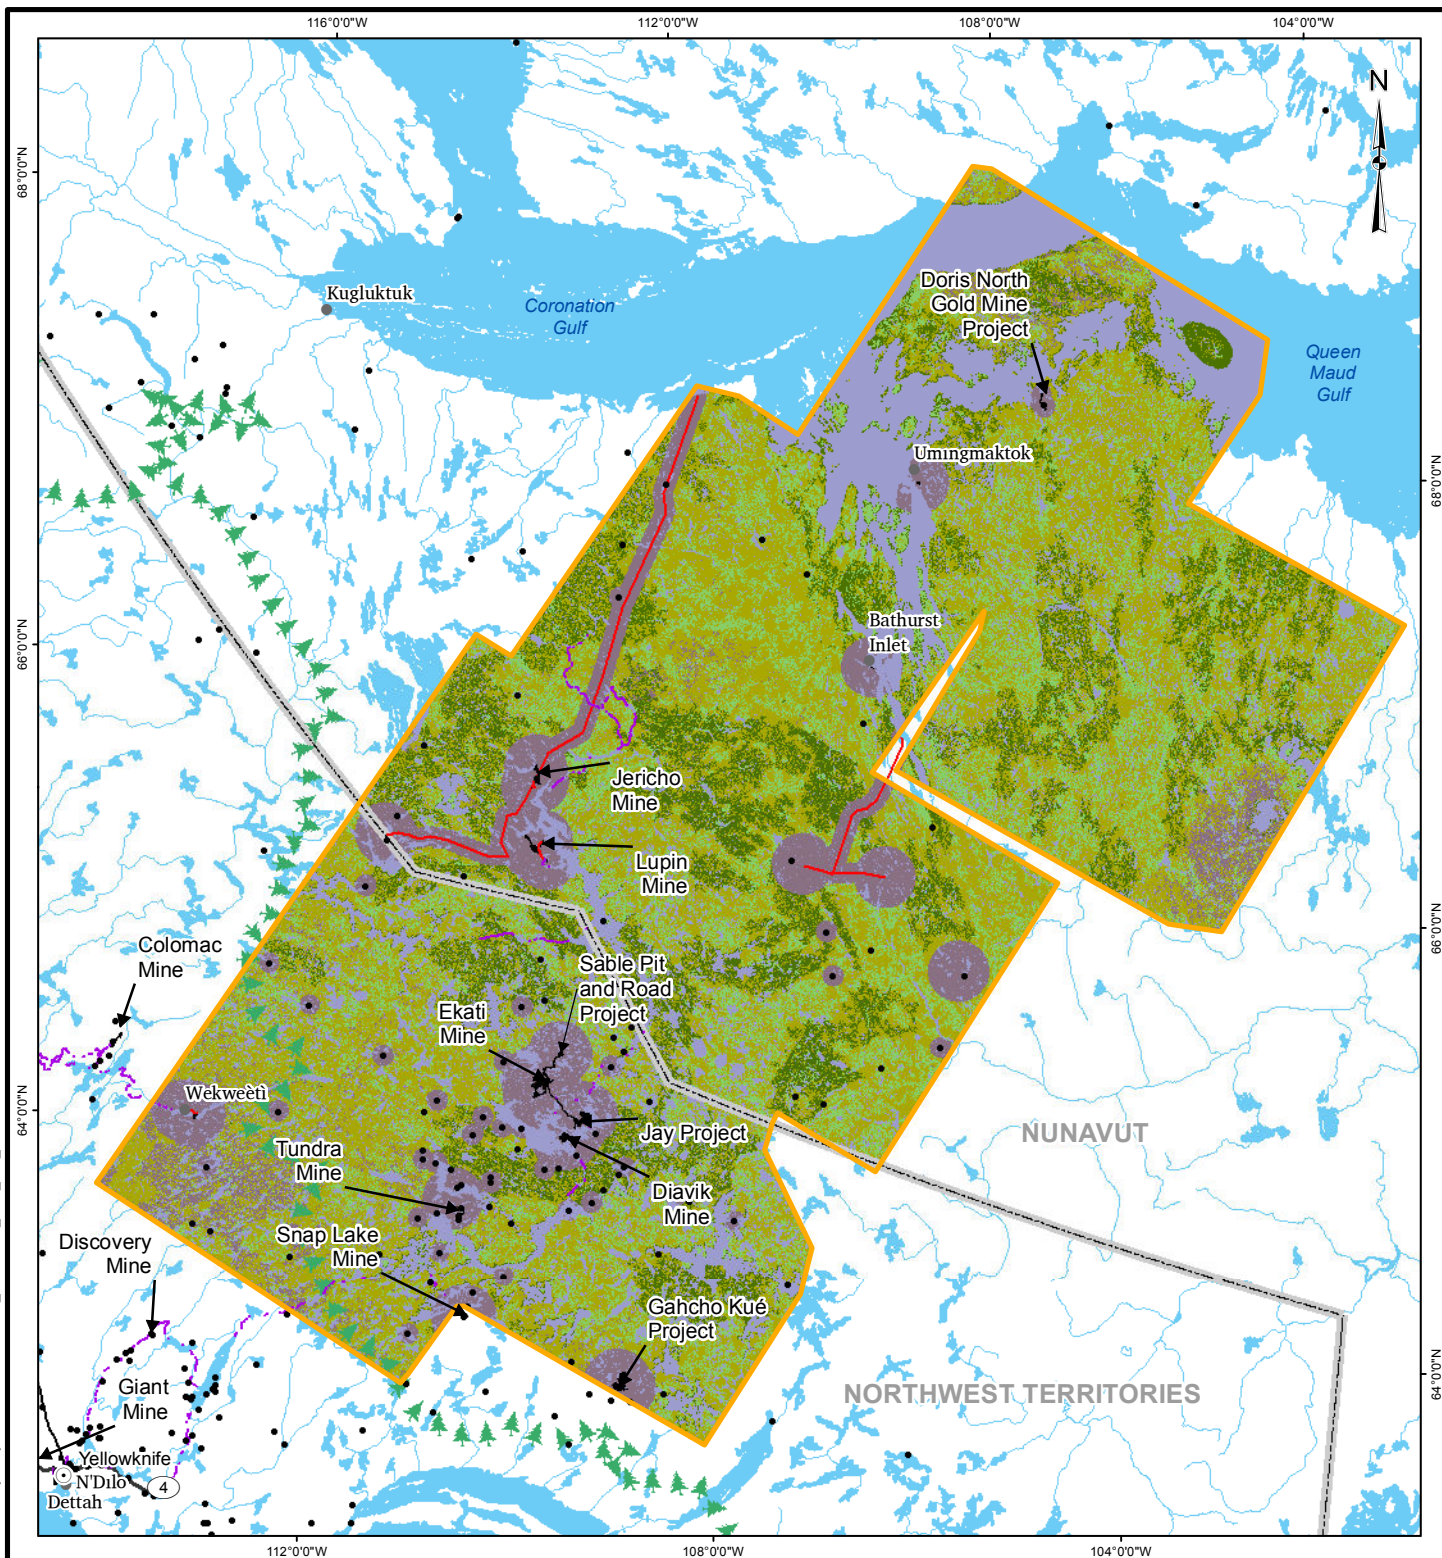 116°0'0"W
112°0'0"W
108°0'0"W
104°0'0"W
N
68°0'0"N
Kugluktuk
Coronation
Gulf
Doris North
Gold Mine
Project
Queen
Maud
Gulf
Umingmaktok
68°0'0"N
66°0'0"N
Bathurst
Inlet
Jericho
Mine
Lupin
Mine
66°0'0"N
Colomac
Mine
Sable Pit
and Road
Project
Ekati
Mine
Wekweètì
64°0'0"N
Jay Project
NUNAVUT
Tundra
Mine
Diavik
Mine
Discovery
Mine
Snap Lake
Mine
Gahcho Kué
Project
Giant
Mine
NORTHWEST TERRITORIES
64°0'0"N
Yellowknife
N'Dılo
Dettah
4
112°0'0"W
108°0'0"W
104°0'0"W